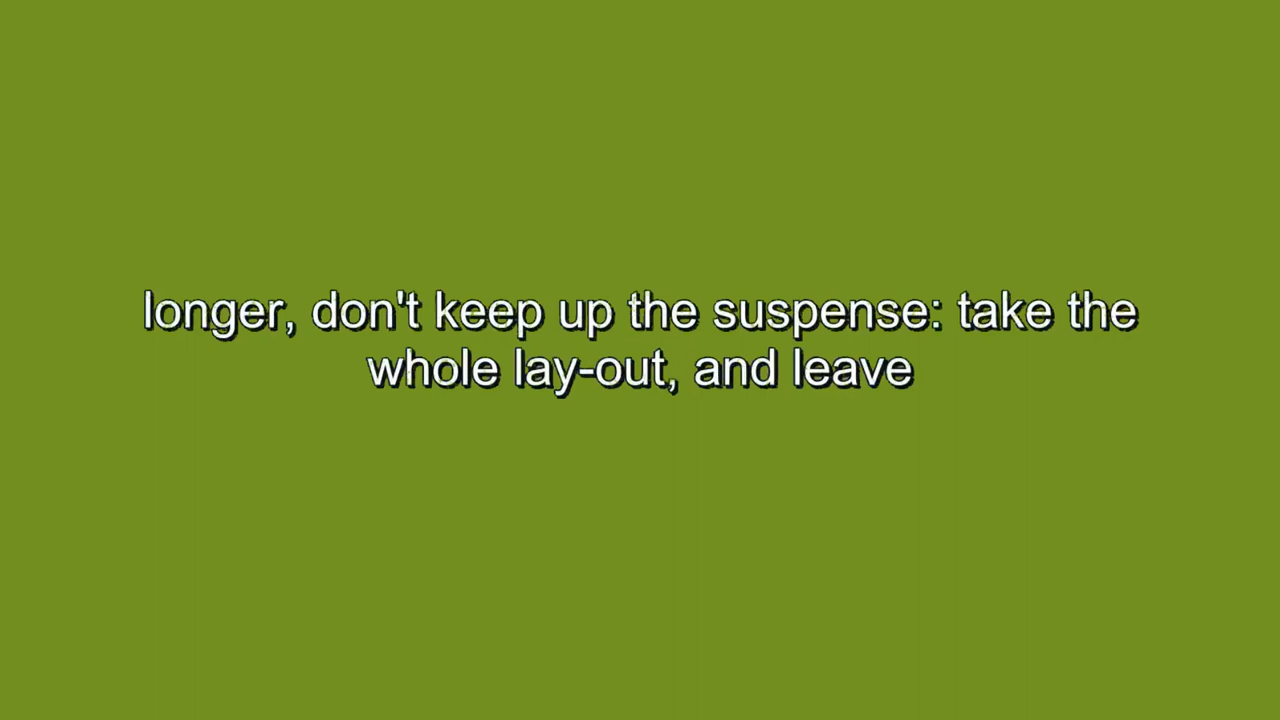 longer, don't keep up the suspense: take the
whole lay-out, and leave